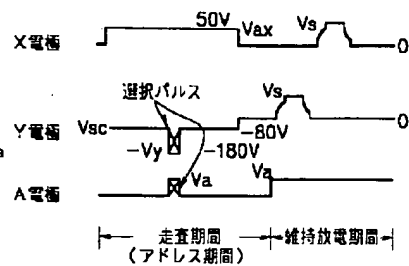 50V Vax Vs
X電極 0
選択パルス Vs
Y電極 Vsc -Vy -180V -80V 0
A電極 Va Va
走査期間 維持放電期間
(アドレス期間)